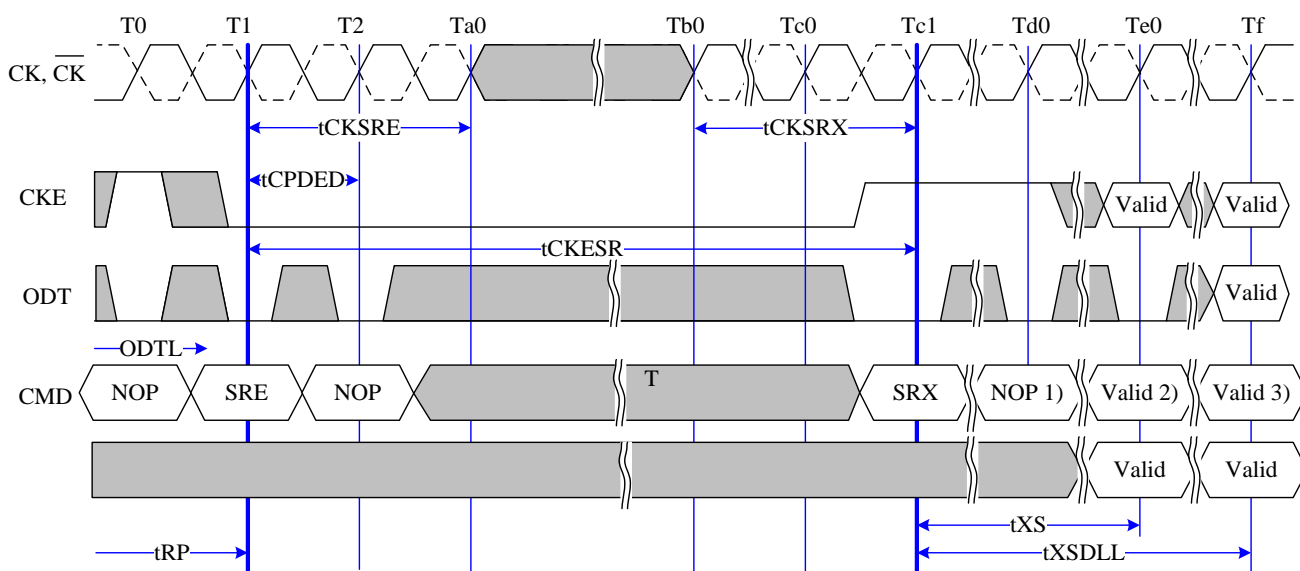 T0 T1 T2 Ta0 Tb0 Tc0 Tc1 Td0 Te0 Tf
CK, CK
tCKSRE tCKSRX
tCPDED
CKE Valid Valid
tCKESR
ODT Valid
ODTL
T
CMD NOP SRE NOP SRX NOP 1) Valid 2) Valid 3)
Valid Valid
tXS
tRP tXSDLL